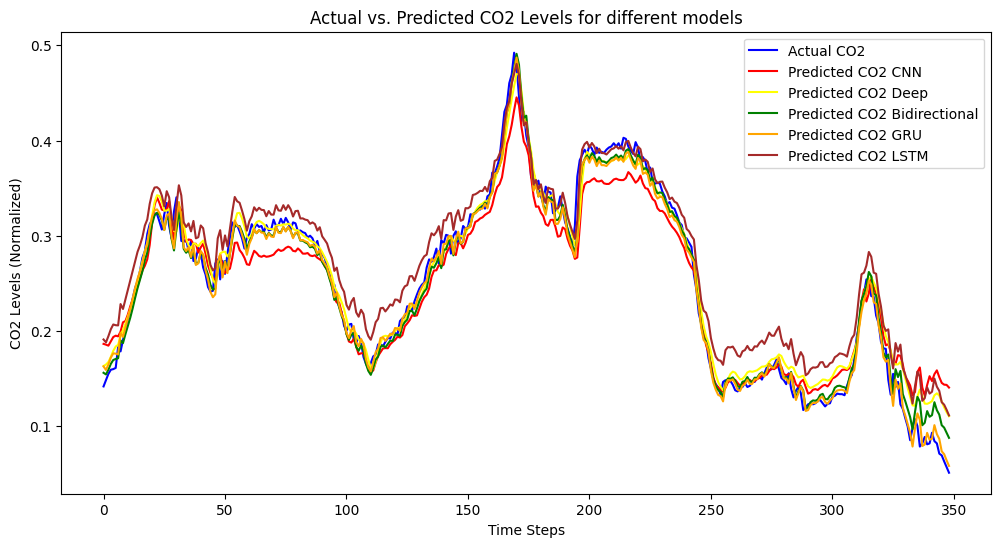 Actual vs. Predicted CO2 Levels for different models
CO2 Levels (Normalized)
0.5
0.4
0.3
0.2
0.1
Actual CO2
Predicted CO2 CNN
Predicted CO2 Deep
Predicted CO2 Bidirectional
Predicted CO2 GRU
Predicted CO2 LSTM
0 50 100 150 200 250 300 350
Time Steps